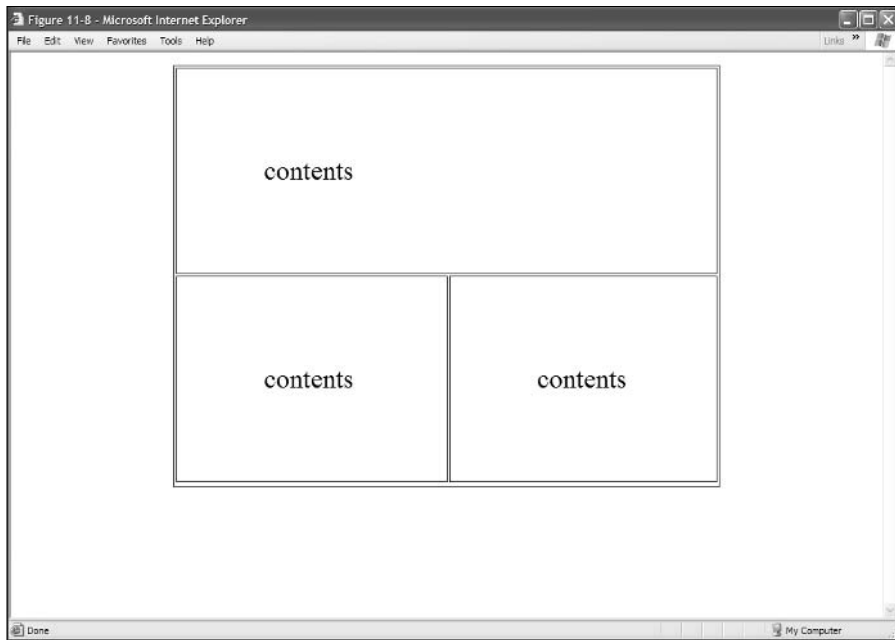 Figure 11-8 - Microsoft Internet Explorer
File Edit View Favorites Tools Help Links »
contents
contents contents
Done My Computer